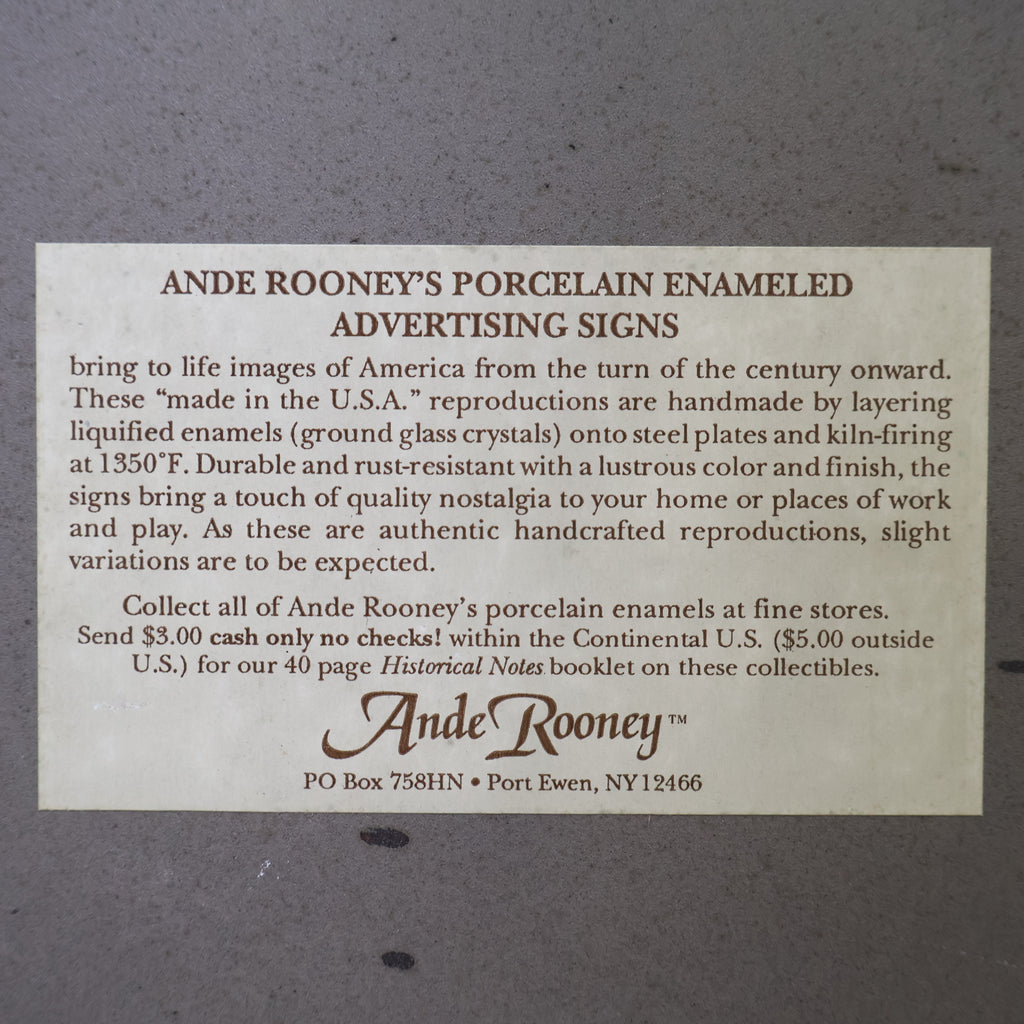 ANDE ROONEY'S PORCELAIN ENAMELED
ADVERTISING SIGNS
bring to life images of America from the turn of the century onward.
These “made in the U.S.A.” reproductions are handmade by layering
liquified enamels (ground glass crystals) onto steel plates and kiln-firing
at 1350°F. Durable and rust-resistant with a lustrous color and finish, the
signs bring a touch of quality nostalgia to your home or places of work
and play. As these are authentic handcrafted reproductions, slight
variations are to be expected.
Collect all of Ande Rooney's porcelain enamels at fine stores.
Send $3.00 cash only no checks! within the Continental U.S. ($5.00 outside
U.S.) for our 40 page Historical Notes booklet on these collectibles.
Ande Rooney™
PO Box 758HN • Port Ewen, NY 12466